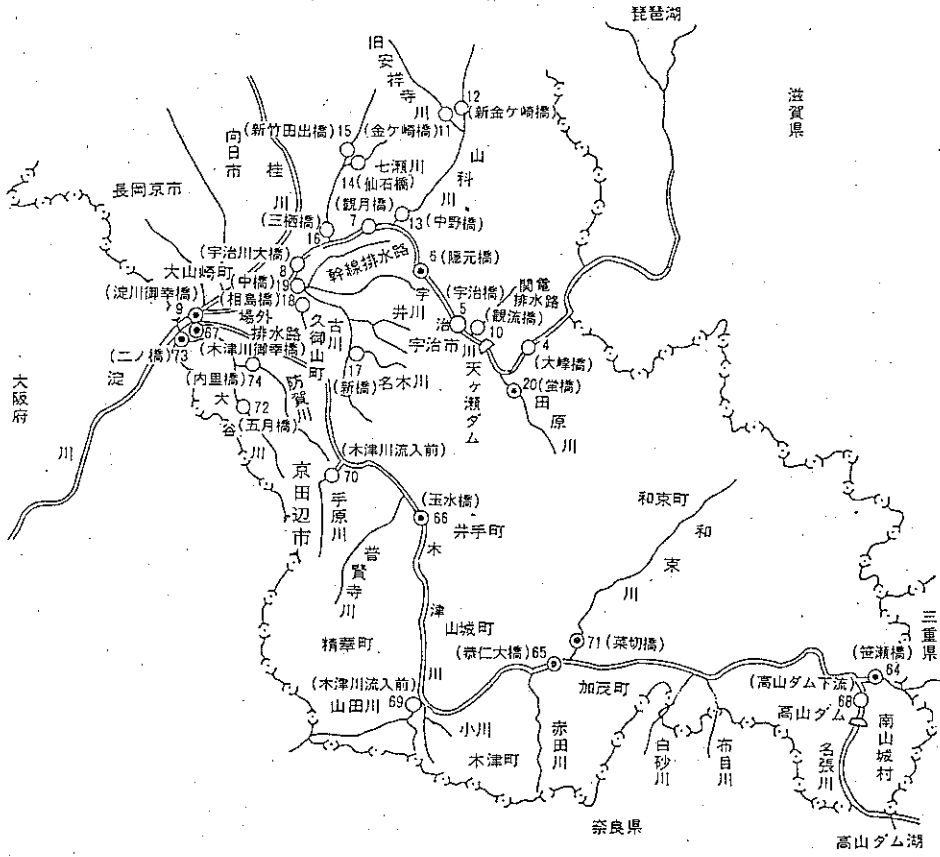 琵琶湖
滋賀県
旧安祥寺川
12
(新金ケ崎橋)
11
(新竹田出橋)
15
(金ケ崎橋)
向日市
桂川
七瀬川
14(仙石橋)
山科川
長岡京市
(観月橋)
7
13(中野橋)
(三栖橋)
16
(宇治川大橋)
8
幹線排水路
6(隠元橋)
大山崎町
(中橋)
19
(淀川御幸橋)
(相島橋)
18
9
場外排水路
井川
宇治川
(宇治橋)
5
関電排水路
(観流橋)
10
宇治市
4
(大峰橋)
67
(木津川御幸橋)
久御山町
古川
17
(新橋)
名木川
天ヶ瀬ダム
20(蛍橋)
田原川
(二ノ橋)
73
(内里橋)
74
防賀川
大谷川
72
(五月橋)
大阪府
淀川
(木津川流入前)
70
京田辺市
手原川
(玉水橋)
66
井手町
和束町
和束川
普賢寺川
木津川
精華町
山城町
71(菜切橋)
(恭仁大橋)65
加茂町
三重県
(笹瀬橋)
64
(高山ダム下流)
68
高山ダム
(木津川流入前)
山田川
69
小川
木津町
赤田川
白砂川
布目川
名張川
南山城村
奈良県
高山ダム湖